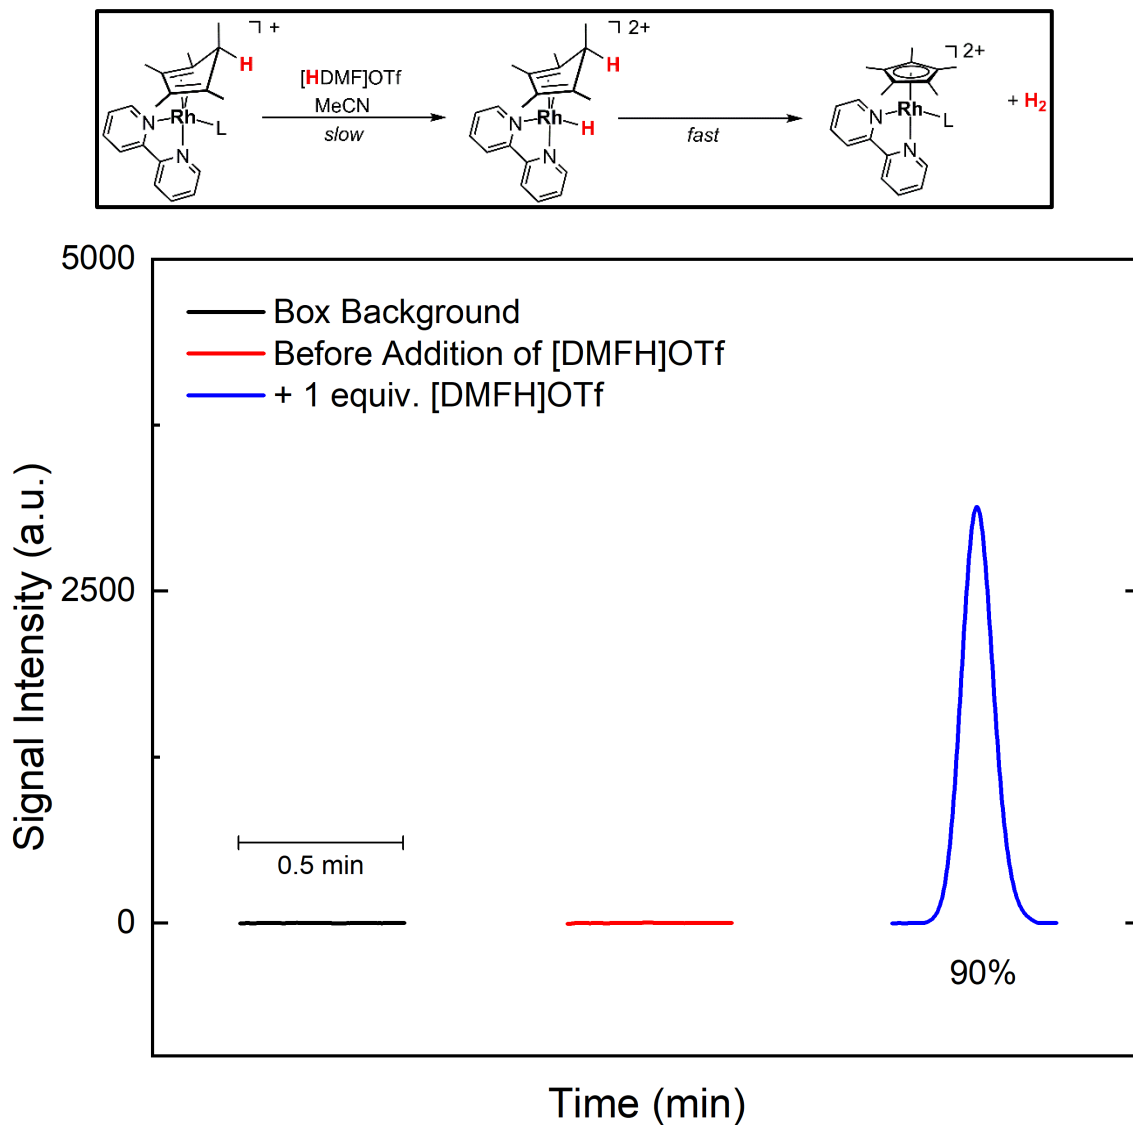 ⌝+
H
Rh
N
L
N
[HDMF]OTf
MeCN
slow
⌝2+
H
Rh
N
H
N
fast
⌝2+
Rh
N
L
N
+ H₂
5000
2500
0
Signal Intensity (a.u.)
Box Background
Before Addition of [DMFH]OTf
+ 1 equiv. [DMFH]OTf
0.5 min
90%
Time (min)